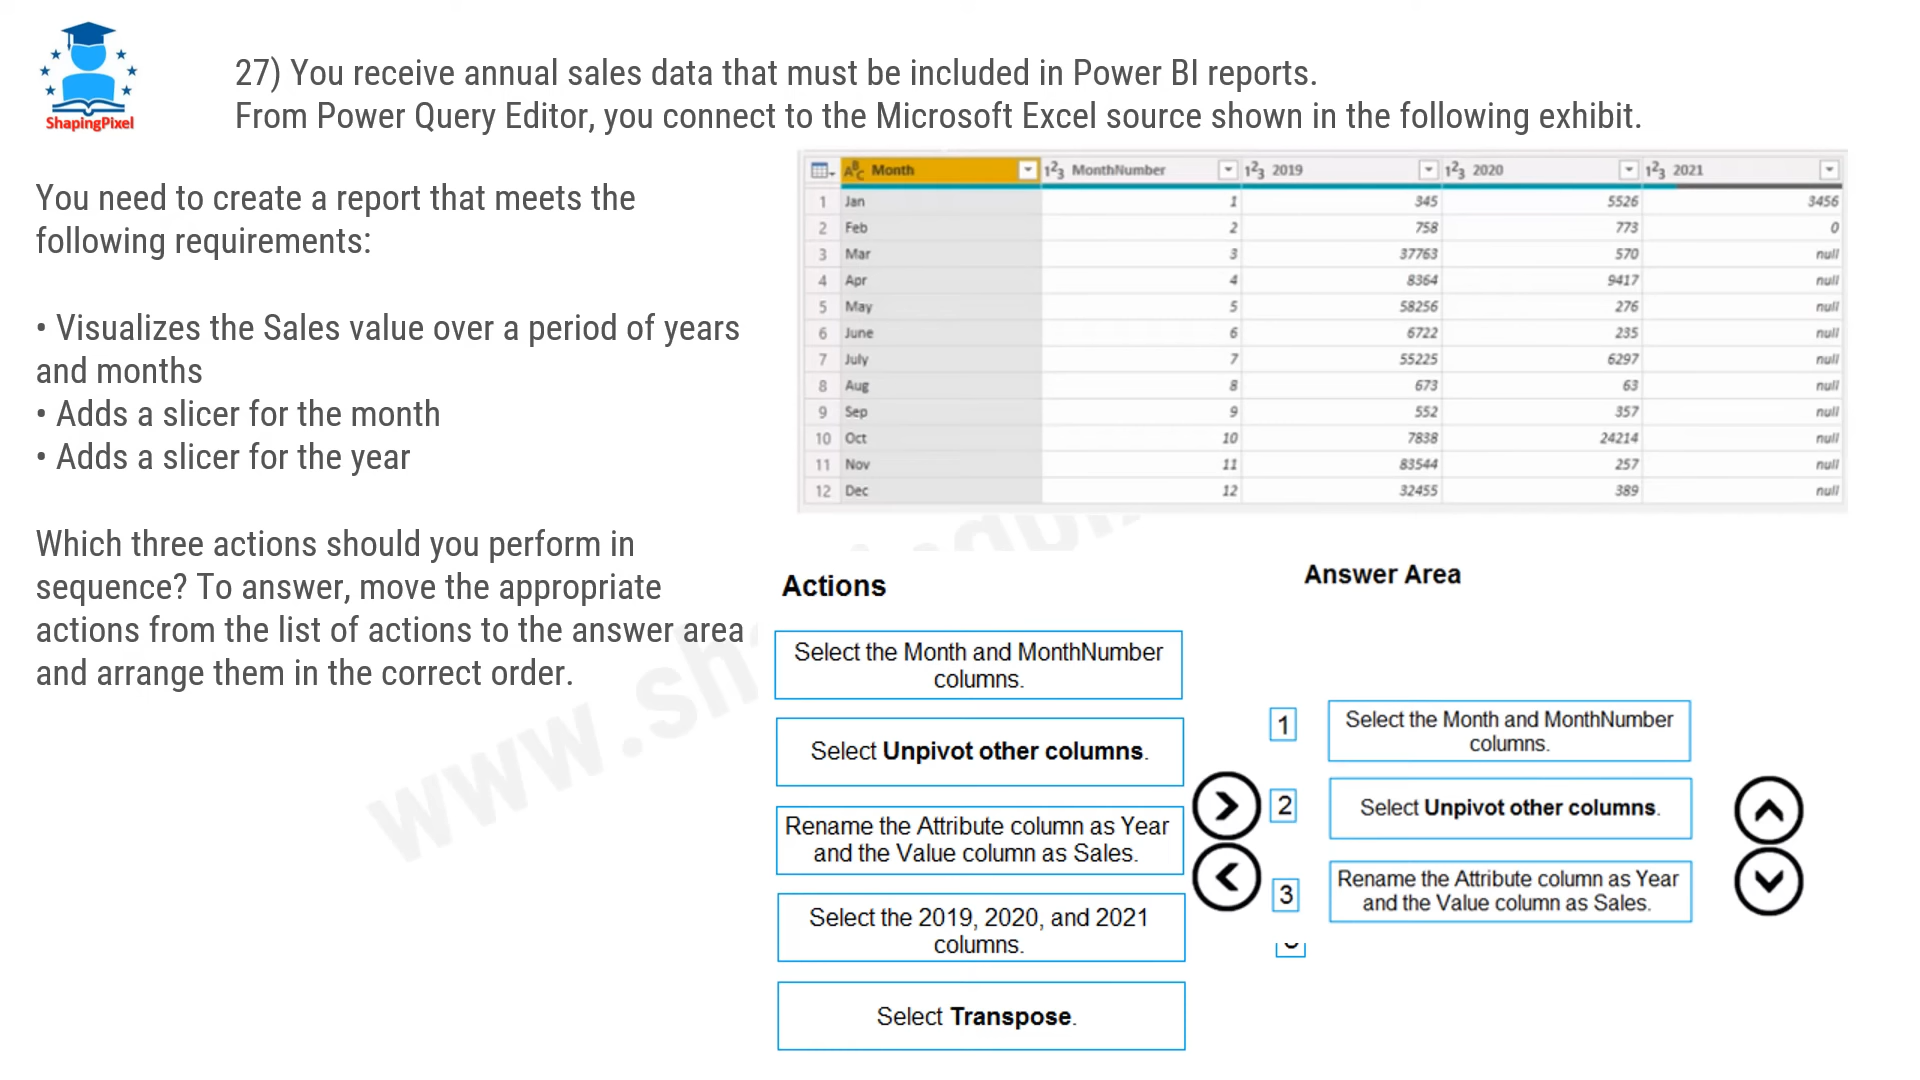 ShapingPixel
27) You receive annual sales data that must be included in Power BI reports.
From Power Query Editor, you connect to the Microsoft Excel source shown in the following exhibit.
You need to create a report that meets the
following requirements:
• Visualizes the Sales value over a period of years
and months
• Adds a slicer for the month
• Adds a slicer for the year
Which three actions should you perform in
sequence? To answer, move the appropriate
actions from the list of actions to the answer area
and arrange them in the correct order.
ABC Month 123 MonthNumber 123 2019 123 2020 123 2021
1 Jan 1 345 5526 3456
2 Feb 2 758 773 0
3 Mar 3 37763 570 null
4 Apr 4 8364 9417 null
5 May 5 58256 276 null
6 June 6 6722 235 null
7 July 7 55225 6297 null
8 Aug 8 673 63 null
9 Sep 9 552 357 null
10 Oct 10 7838 24214 null
11 Nov 11 83544 257 null
12 Dec 12 32455 389 null
Actions
Select the Month and MonthNumber
columns.
Select Unpivot other columns.
Rename the Attribute column as Year
and the Value column as Sales.
Select the 2019, 2020, and 2021
columns.
Select Transpose.
Answer Area
1 Select the Month and MonthNumber
columns.
2 Select Unpivot other columns.
3 Rename the Attribute column as Year
and the Value column as Sales.
www.sh